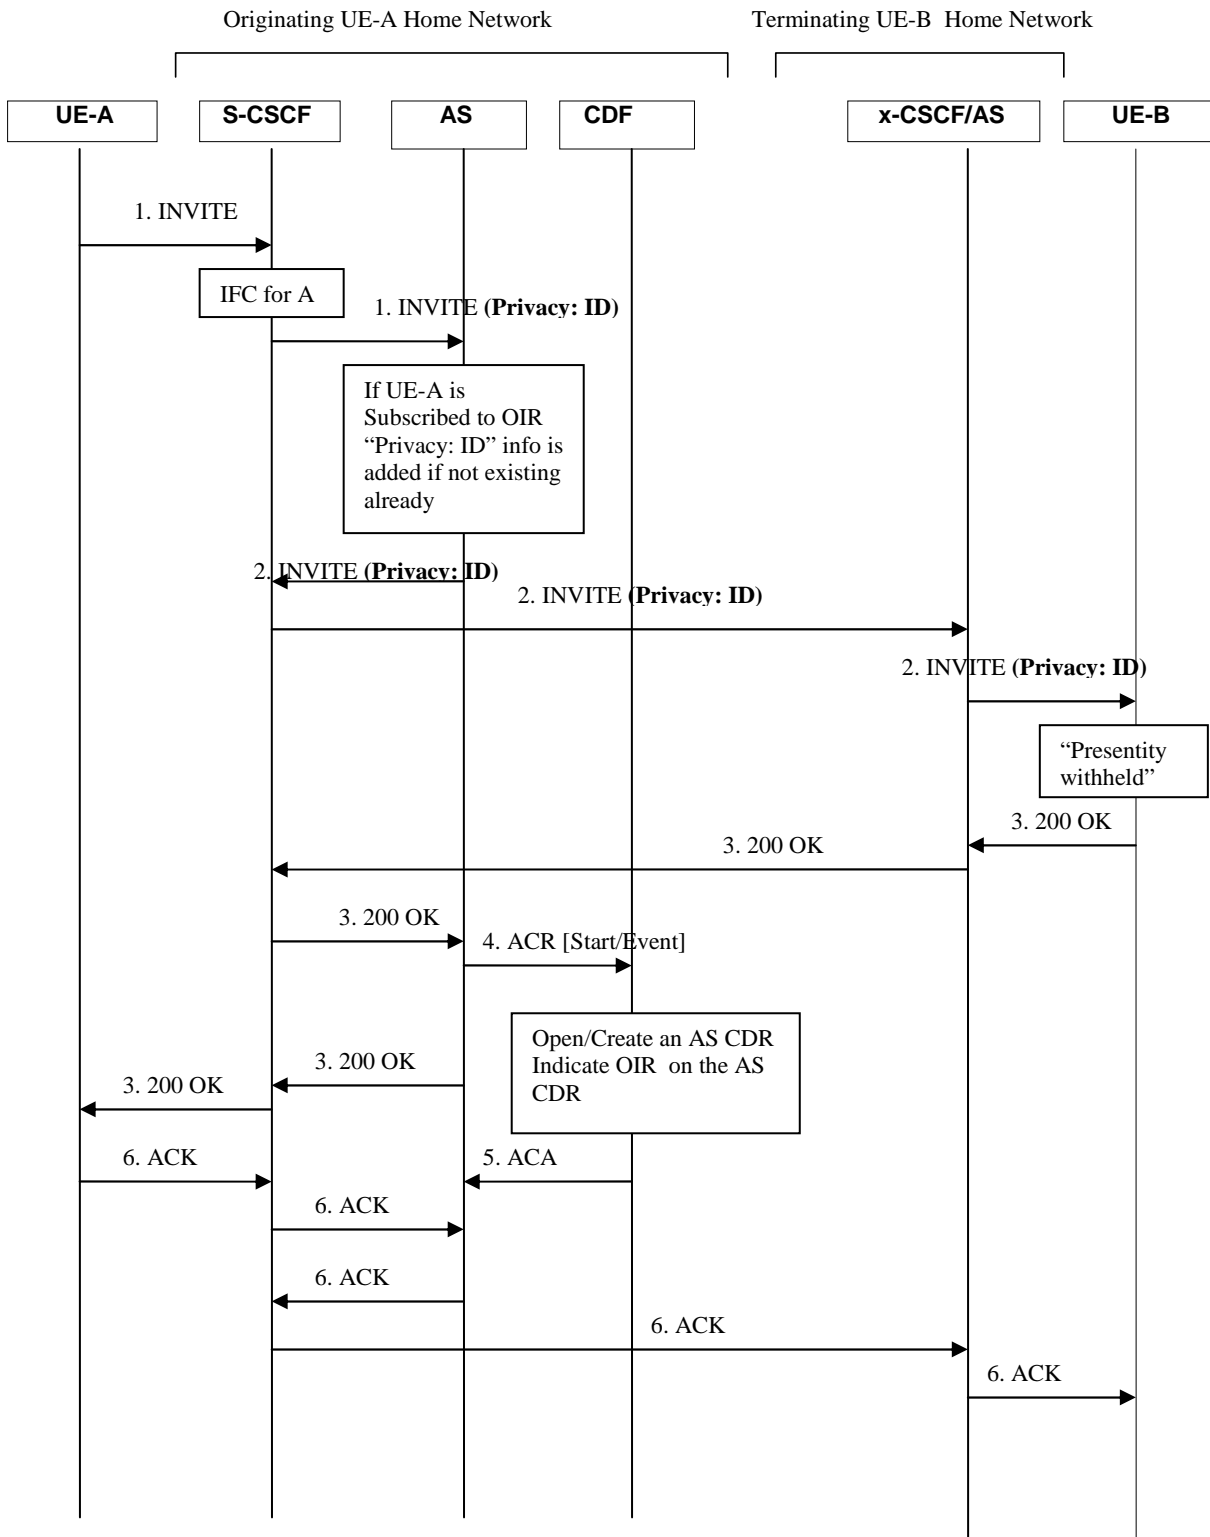 Originating UE-A Home Network
Terminating UE-B Home Network
UE-A
S-CSCF
AS
CDF
x-CSCF/AS
UE-B
1. INVITE
IFC for A
1. INVITE (Privacy: ID)
If UE-A is
Subscribed to OIR
“Privacy: ID” info is
added if not existing
already
2. INVITE (Privacy: ID)
2. INVITE (Privacy: ID)
2. INVITE (Privacy: ID)
“Presentity
withheld”
3. 200 OK
3. 200 OK
3. 200 OK
4. ACR [Start/Event]
Open/Create an AS CDR
Indicate OIR on the AS
CDR
3. 200 OK
3. 200 OK
6. ACK
5. ACA
6. ACK
6. ACK
6. ACK
6. ACK